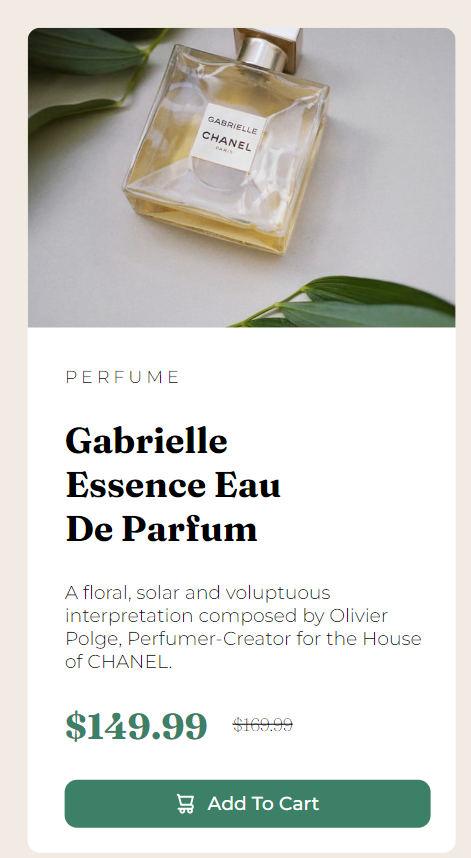 GABRIELLE
CHANEL
PARIS
PERFUME
Gabrielle
Essence Eau
De Parfum
A floral, solar and voluptuous
interpretation composed by Olivier
Polge, Perfumer-Creator for the House
of CHANEL.
$149.99 $169.99
Add To Cart